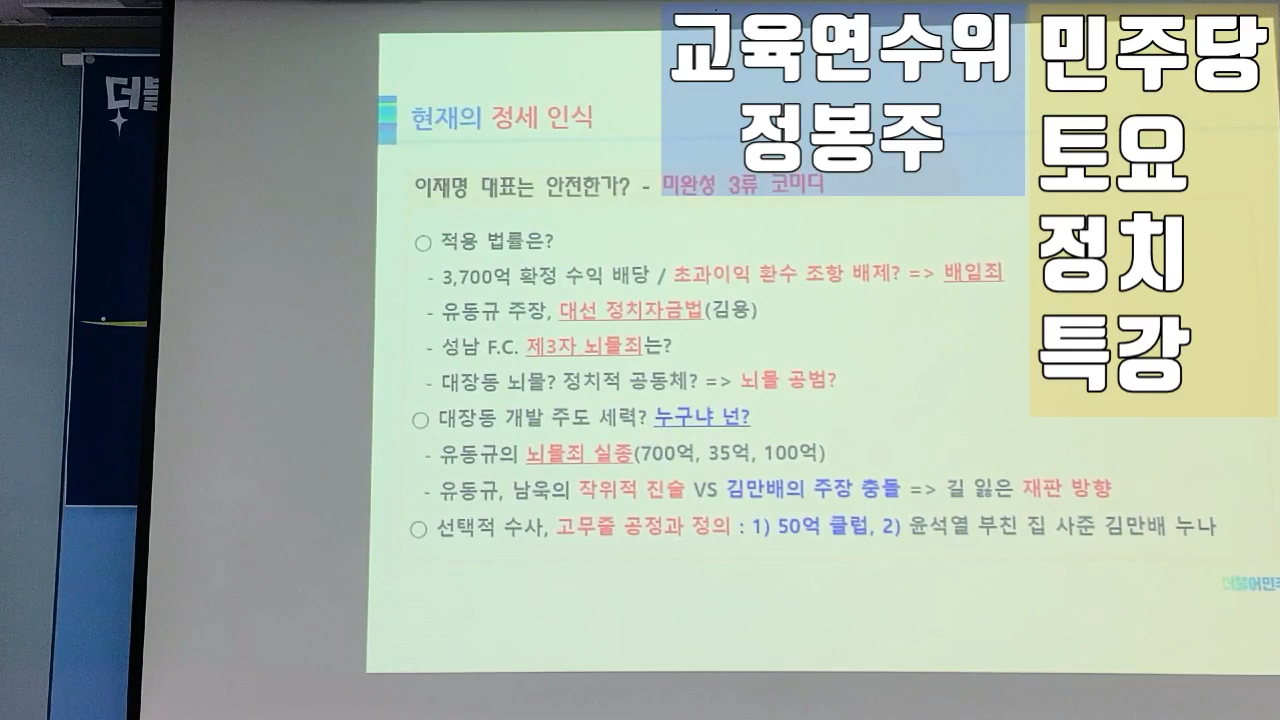 교육연수위
정봉주
민주당
토요
정치
특강
현재의 정세 인식
이재명 대표는 안전한가? - 미완성 3류 코미디
○ 적용 법률은?
- 3,700억 확정 수익 배당 / 초과이익 환수 조항 배제? => 배임죄
- 유동규 주장, 대선 정치자금법(김용)
- 성남 F.C. 제3자 뇌물죄는?
- 대장동 뇌물? 정치적 공동체? => 뇌물 공범?
○ 대장동 개발 주도 세력? 누구냐 넌?
- 유동규의 뇌물죄 실종(700억, 35억, 100억)
- 유동규, 남욱의 작위적 진술 VS 김만배의 주장 충돌 => 길 잃은 재판 방향
○ 선택적 수사, 고무줄 공정과 정의 : 1) 50억 클럽, 2) 윤석열 부친 집 사준 김만배 누나
더불어민주